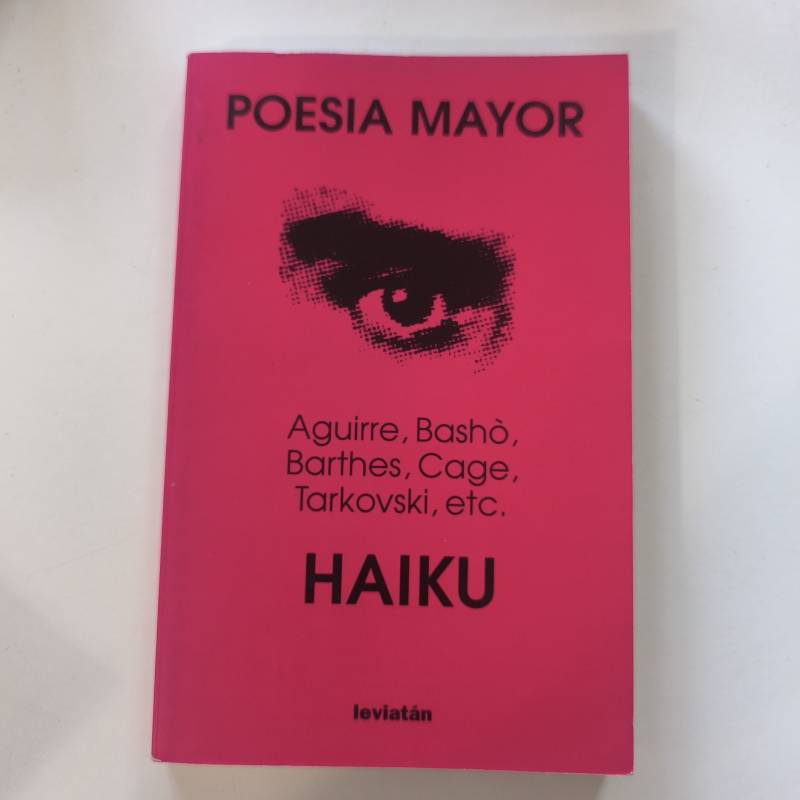 POESIA MAYOR
Aguirre, Bashò,
Barthes, Cage,
Tarkovski, etc.
HAIKU
leviatán